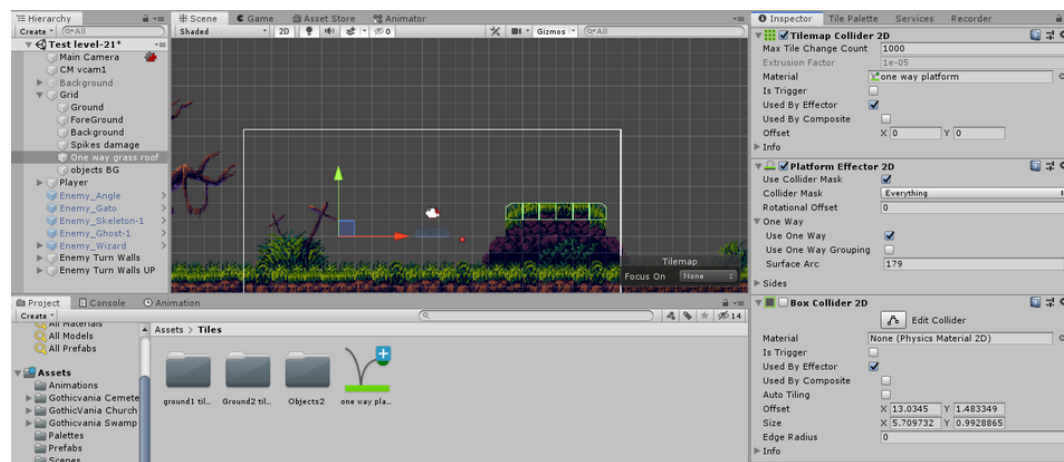 Hierarchy
Create
All
Test level-21*
Main Camera
CM vcam1
Background
Grid
Ground
ForeGround
Background
Spikes damage
One way grass roof
objects BG
Player
Enemy_Angle
Enemy_Gato
Enemy_Skeleton-1
Enemy_Ghost-1
Enemy_Wizard
Enemy Turn Walls
Enemy Turn Walls UP
Scene Game Asset Store Animator
Shaded 2D 0 Gizmos All
Tilemap
Focus On None
Project Console Animation
Create
14
All Materials
All Models
All Prefabs
Assets
Animations
Gothicvania Cemete
GothicVania Church
Gothicvania Swamp
Palettes
Prefabs
Scenes
Assets > Tiles
ground1 til... Ground2 til... Objects2 one way pla...
Inspector Tile Palette Services Recorder
Tilemap Collider 2D
Max Tile Change Count 1000
Extrusion Factor 1e-05
Material one way platform
Is Trigger
Used By Effector
Used By Composite
Offset X 0 Y 0
Info
Platform Effector 2D
Use Collider Mask
Collider Mask Everything
Rotational Offset 0
One Way
Use One Way
Use One Way Grouping
Surface Arc 179
Sides
Box Collider 2D
Edit Collider
Material None (Physics Material 2D)
Is Trigger
Used By Effector
Used By Composite
Auto Tiling
Offset X 13.0345 Y 1.483349
Size X 5.709732 Y 0.9928865
Edge Radius 0
Info